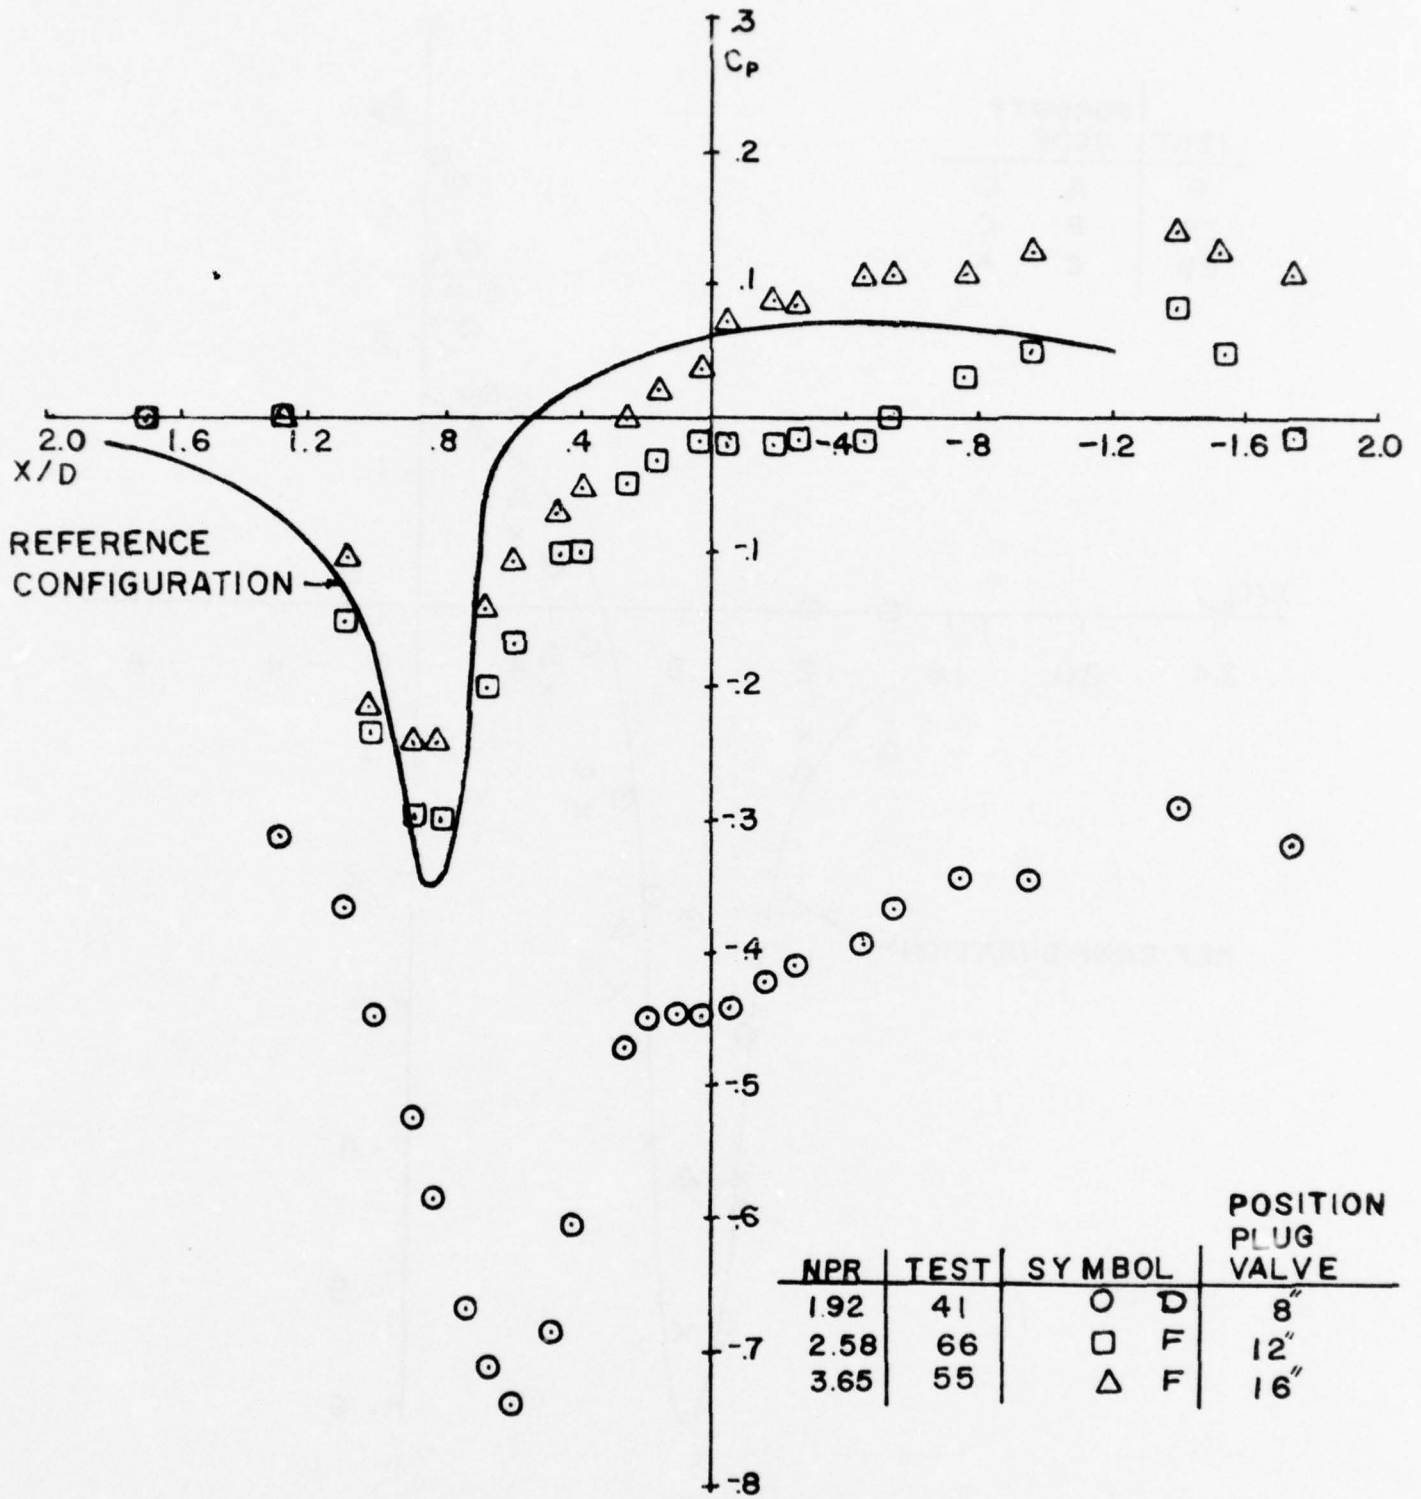 .3
CP
.2
.1
2.0 1.6 1.2 .8 .4 -.4 -.8 -1.2 -1.6 2.0
X/D
REFERENCE
CONFIGURATION
-.1
-.2
-.3
-.4
-.5
-.6
-.7
-.8
POSITION
PLUG
NPR TEST SYMBOL VALVE
1.92 41 O D 8"
2.58 66 □ F 12"
3.65 55 △ F 16"